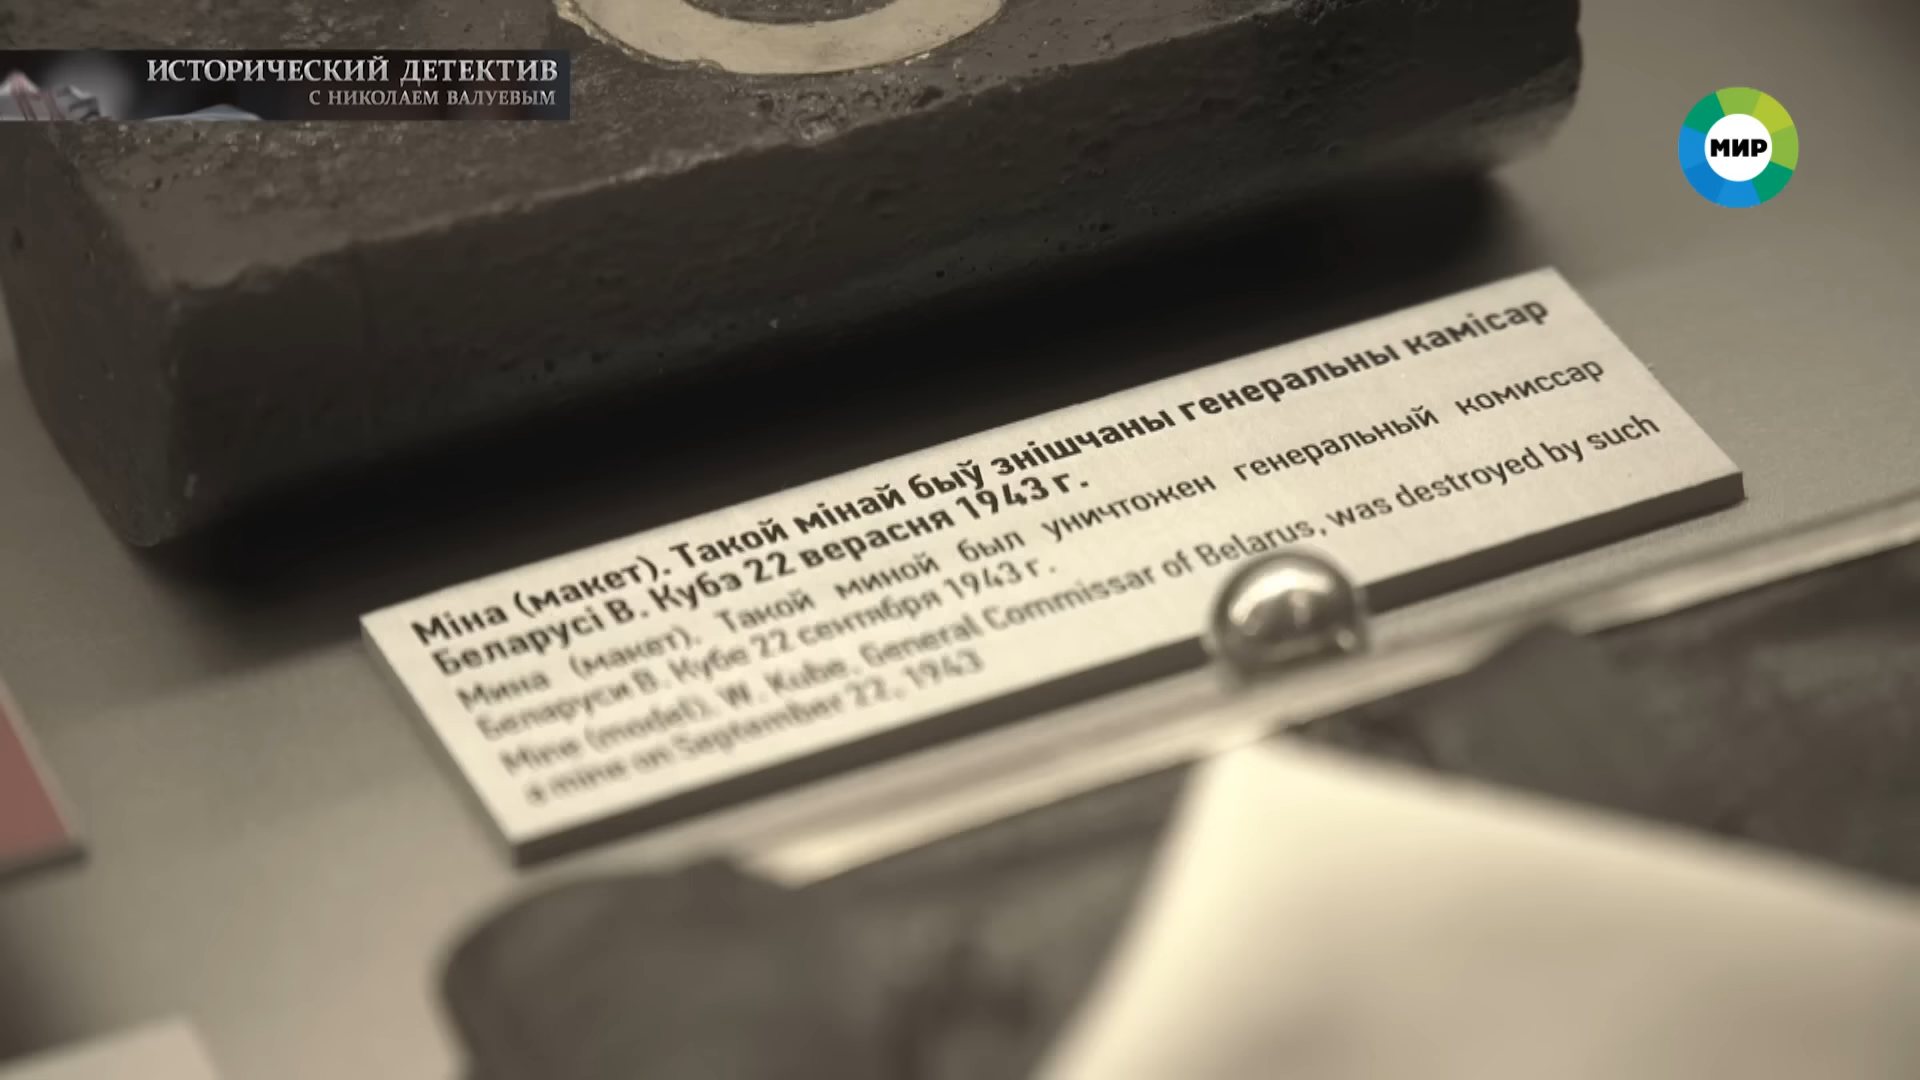 ИСТОРИЧЕСКИЙ ДЕТЕКТИВ
С НИКОЛАЕМ ВАЛУЕВЫМ
МИР
Міна (макет). Такой мінай быў знішчаны генеральны камісар
Беларусі В. Кубэ 22 верасня 1943 г.
Мина (макет). Такой миной был уничтожен генеральный комиссар
Беларуси В. Кубе 22 сентября 1943 г.
Mine (model). W. Kube, General Commissar of Belarus, was destroyed by such
a mine on September 22, 1943